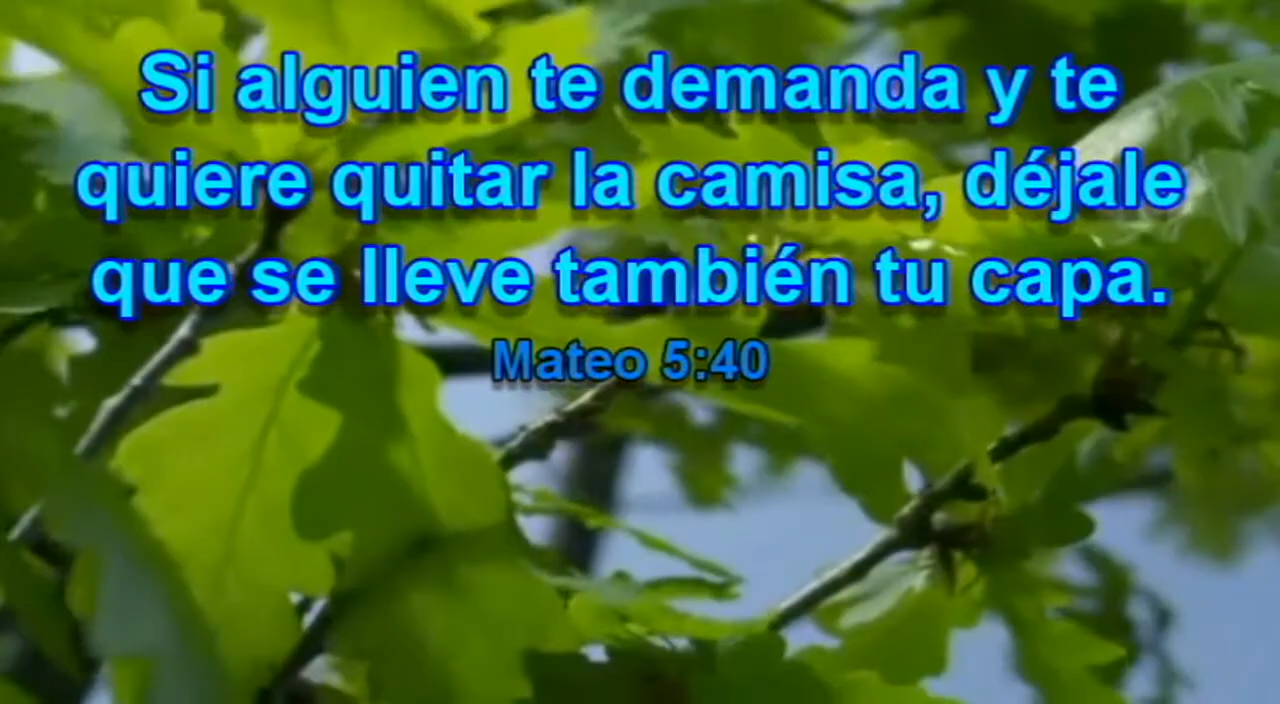 Si alguien te demanda y te
quiere quitar la camisa, déjale
que se lleve también tu capa.
Mateo 5:40